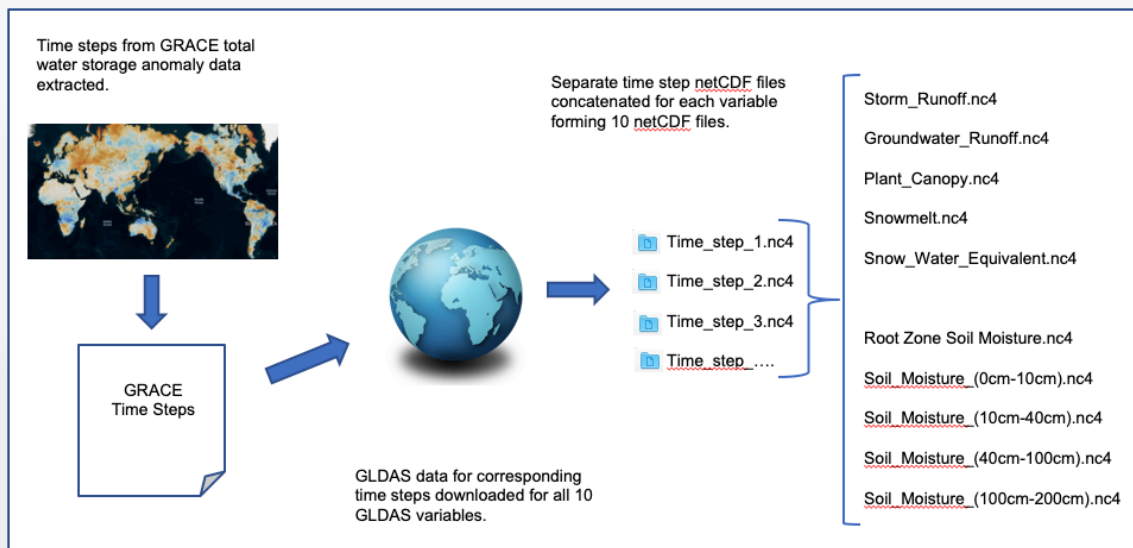 Time steps from GRACE total
water storage anomaly data
extracted.
GRACE
Time Steps
GLDAS data for corresponding
time steps downloaded for all 10
GLDAS variables.
Separate time step netCDF files
concatenated for each variable
forming 10 netCDF files.
Time_step_1.nc4
Time_step_2.nc4
Time_step_3.nc4
Time_step_....
Storm_Runoff.nc4
Groundwater_Runoff.nc4
Plant_Canopy.nc4
Snowmelt.nc4
Snow_Water_Equivalent.nc4
Root Zone Soil Moisture.nc4
Soil_Moisture_(0cm-10cm).nc4
Soil_Moisture_(10cm-40cm).nc4
Soil_Moisture_(40cm-100cm).nc4
Soil_Moisture_(100cm-200cm).nc4